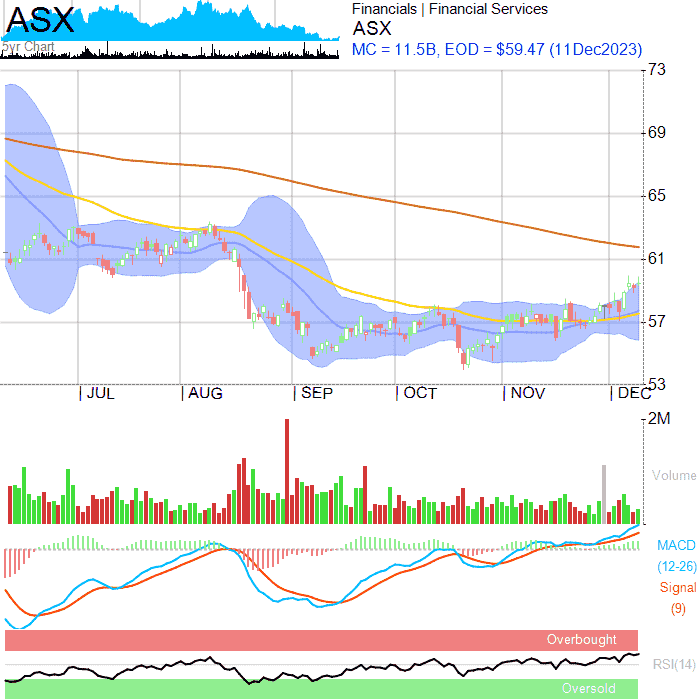 ASX
5yr Chart
Financials | Financial Services
ASX
MC = 11.5B, EOD = $59.47 (11Dec2023)
73
69
65
61
57
53
| JUL | AUG | SEP | OCT | NOV | DEC
2M
Volume
MACD
(12-26)
Signal
(9)
Overbought
RSI(14)
Oversold